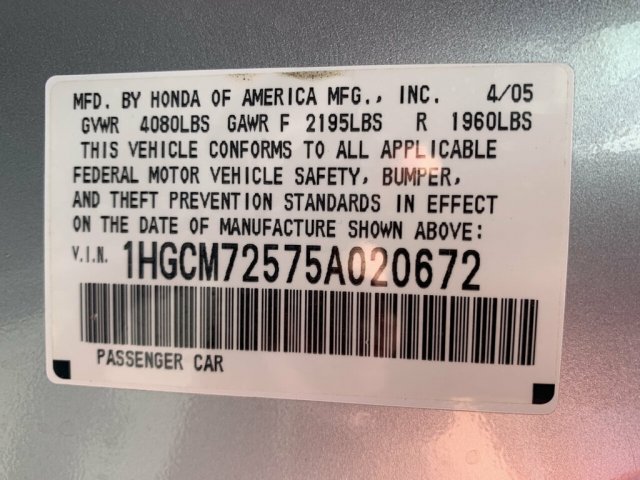 MFD. BY HONDA OF AMERICA MFG., INC. 4/05
GVWR 4080LBS GAWR F 2195LBS R 1960LBS
THIS VEHICLE CONFORMS TO ALL APPLICABLE
FEDERAL MOTOR VEHICLE SAFETY, BUMPER,
AND THEFT PREVENTION STANDARDS IN EFFECT
ON THE DATE OF MANUFACTURE SHOWN ABOVE:
V.I.N. 1HGCM72575A020672
PASSENGER CAR